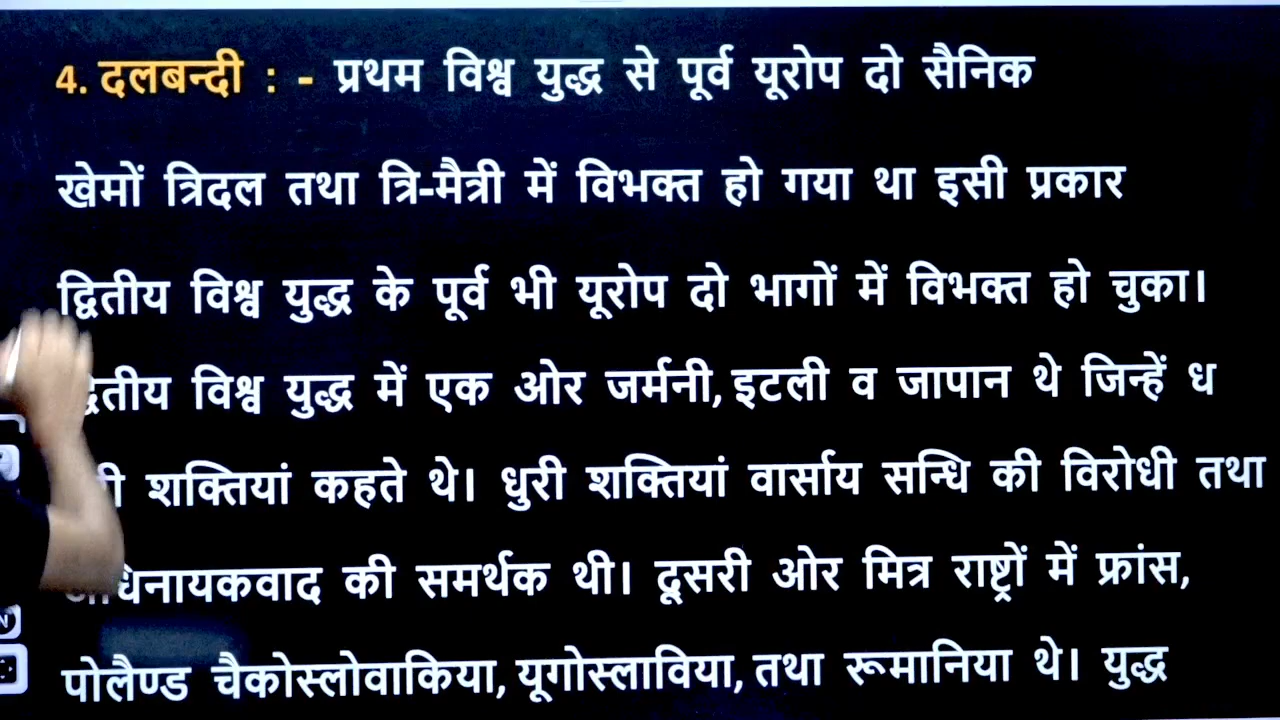 4. दलबन्दी : - प्रथम विश्व युद्ध से पूर्व यूरोप दो सैनिक
खेमों त्रिदल तथा त्रि-मैत्री में विभक्त हो गया था इसी प्रकार
द्वितीय विश्व युद्ध के पूर्व भी यूरोप दो भागों में विभक्त हो चुका।
विश्व युद्ध में एक ओर जर्मनी, इटली व जापान थे जिन्हें ध
शक्तियां कहते थे। धुरी शक्तियां वार्साय सन्धि की विरोधी तथा
की समर्थक थी। दूसरी ओर मित्र राष्ट्रों में फ्रांस,
पोलैण्ड चैकोस्लोवाकिया, यूगोस्लाविया, तथा रूमानिया थे। युद्ध